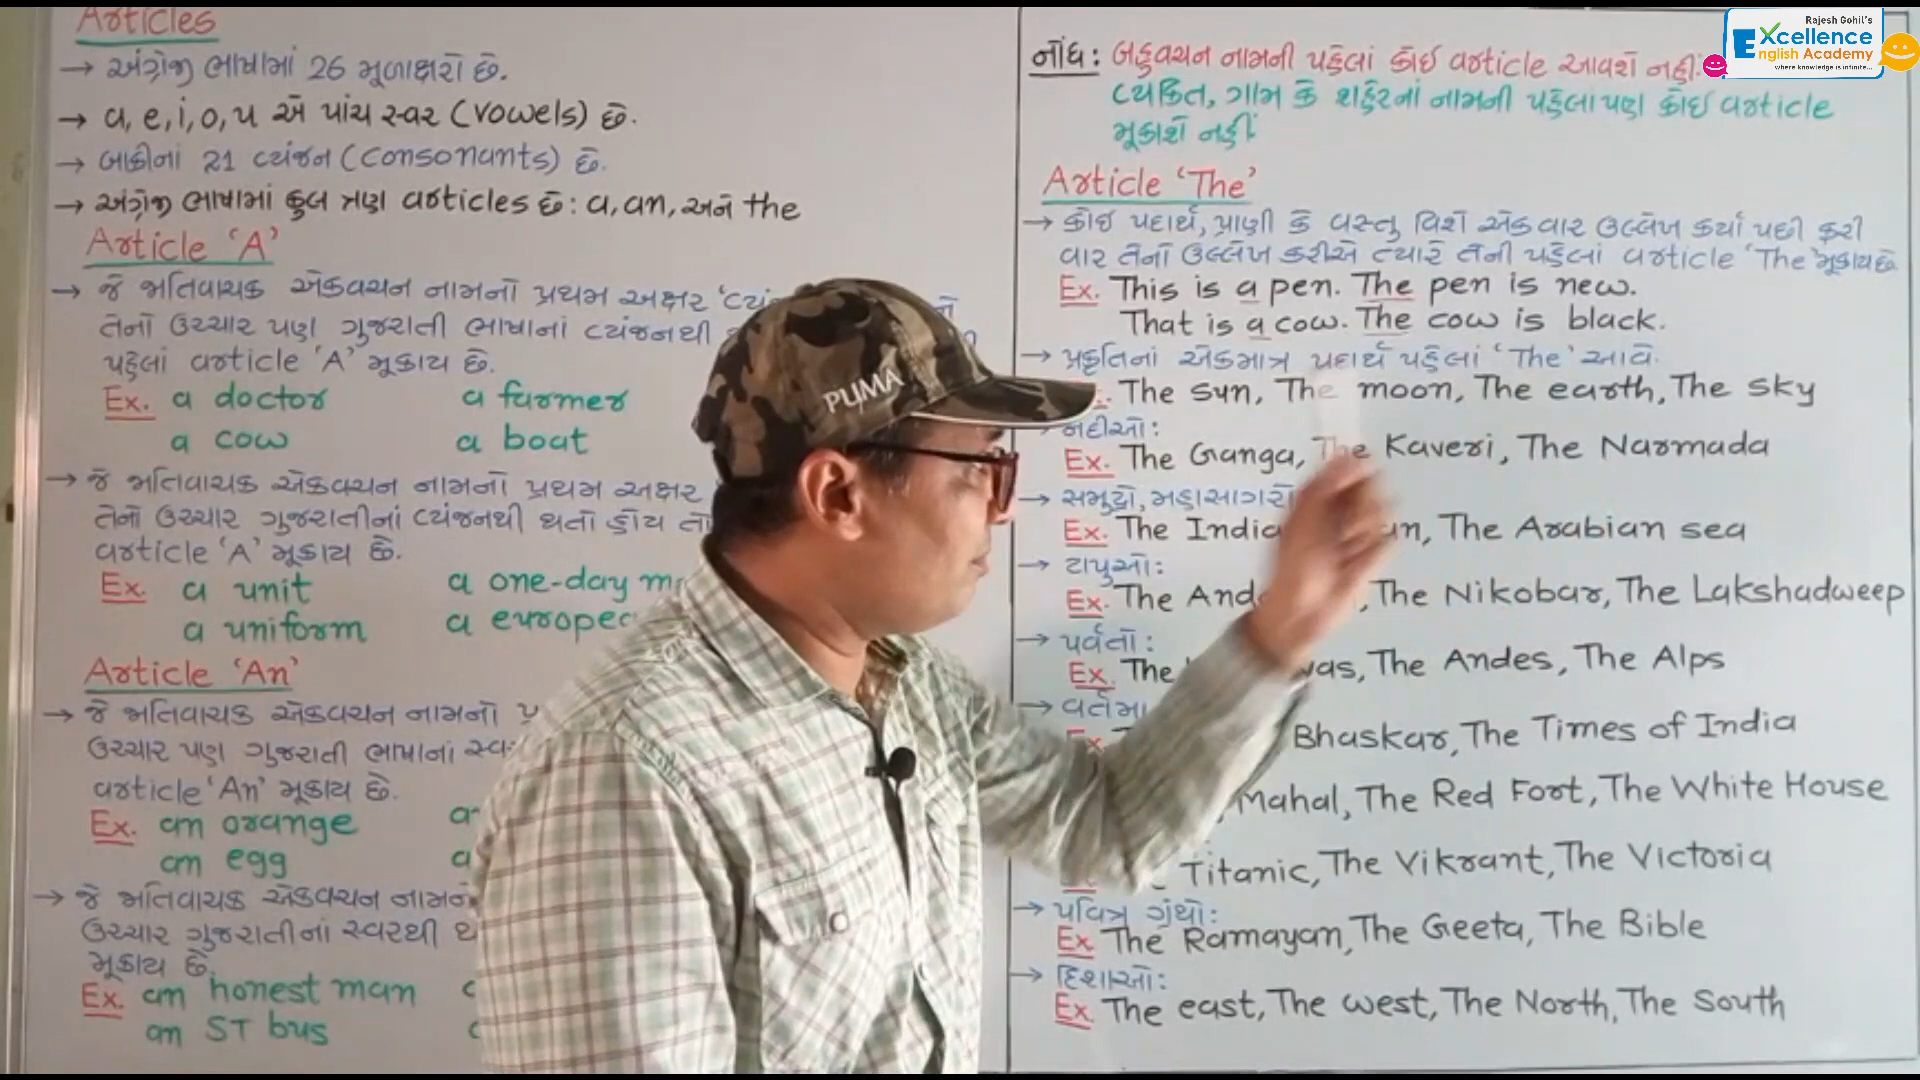 Articles
→ અંગ્રેજી ભાષામાં 26 મૂળાક્ષરો છે.
→ a, e, i, o, u એ પાંચ સ્વર (vowels) છે.
→ બાકીનાં 21 વ્યંજન (consonants) છે.
→ અંગ્રેજી ભાષામાં કુલ ત્રણ articles છે: a, an, અને the
Article ‘A’
→ જે જાતિવાચક એકવચન નામનો પ્રથમ અક્ષર
તેનો ઉચ્ચાર પણ ગુજરાતી ભાષાનાં વ્યંજનથી
પહેલાં article ‘A’ મૂકાય છે.
Ex. a doctor a farmer
a cow a boat
→ જે જાતિવાચક એકવચન નામનો પ્રથમ અક્ષર
તેનો ઉચ્ચાર ગુજરાતીનાં વ્યંજનથી થતો હોય તો
article ‘A’ મૂકાય છે.
Ex. a unit a one-day
a uniform a
Article ‘An’
→ જે જાતિવાચક એકવચન નામનો
ઉચ્ચાર પણ ગુજરાતી ભાષાનાં
article ‘An’ મૂકાય છે.
Ex. an orange
an egg
→ જે જાતિવાચક એકવચન
ઉચ્ચાર ગુજરાતીનાં સ્વરથી
મૂકાય છે.
Ex. an honest man
an ST bus
નોંધ: બહુવચન નામની પહેલાં કોઈ article આવશે નહીં.
વ્યકિત, ગામ કે શહેરનાં નામની પહેલા પણ કોઈ article
મૂકાશે નહીં
Article ‘The’
→ કોઈ પદાર્થ, પ્રાણી કે વસ્તુ વિશે એકવાર ઉલ્લેખ કર્યા પછી ફરી
વાર તેનો ઉલ્લેખ કરીએ ત્યારે તેની પહેલાં article ‘The’ મૂકાય છે
Ex. This is a pen. The pen is new.
That is a cow. The cow is black.
→ પ્રકૃતિનાં એકમાત્ર પદાર્થ પહેલાં ‘The’ આવે.
The sun, The moon, The earth, The sky
નદીઓ:
Ex. The Ganga, The Kaveri, The Narmada
→ સમુદ્રો, મહાસાગરો
Ex. The The Arabian sea
→ ટાપુઓ:
Ex. The The Nikobar, The Lakshadweep
→ પર્વતો:
Ex. The The Andes, The Alps
→
Bhaskar, The Times of India
Mahal, The Red Fort, The White House
Titanic, The Vikrant, The Victoria
→ પવિત્ર ગ્રંથો:
Ex The Ramayan, The Geeta, The Bible
→ દિશાઓ:
Ex. The east, The west, The North, The South
PUMA
Rajesh Gohil's
Excellence
English Academy
where knowledge is infinite...